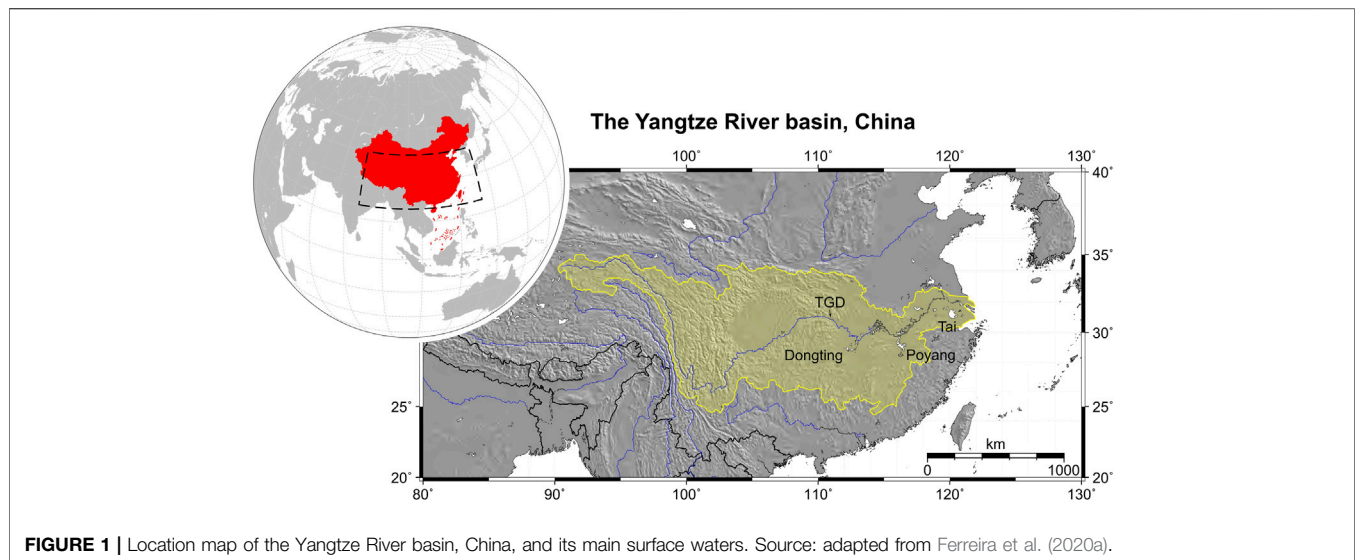 The Yangtze River basin, China
100˚ 110˚ 120˚ 130˚
40˚
35˚
TGD
Tai
30˚
Dongting Poyang
25˚ 25˚
km
0 1000
20˚ 20˚
80˚ 90˚ 100˚ 110˚ 120˚ 130˚
FIGURE 1 | Location map of the Yangtze River basin, China, and its main surface waters. Source: adapted from Ferreira et al. (2020a).